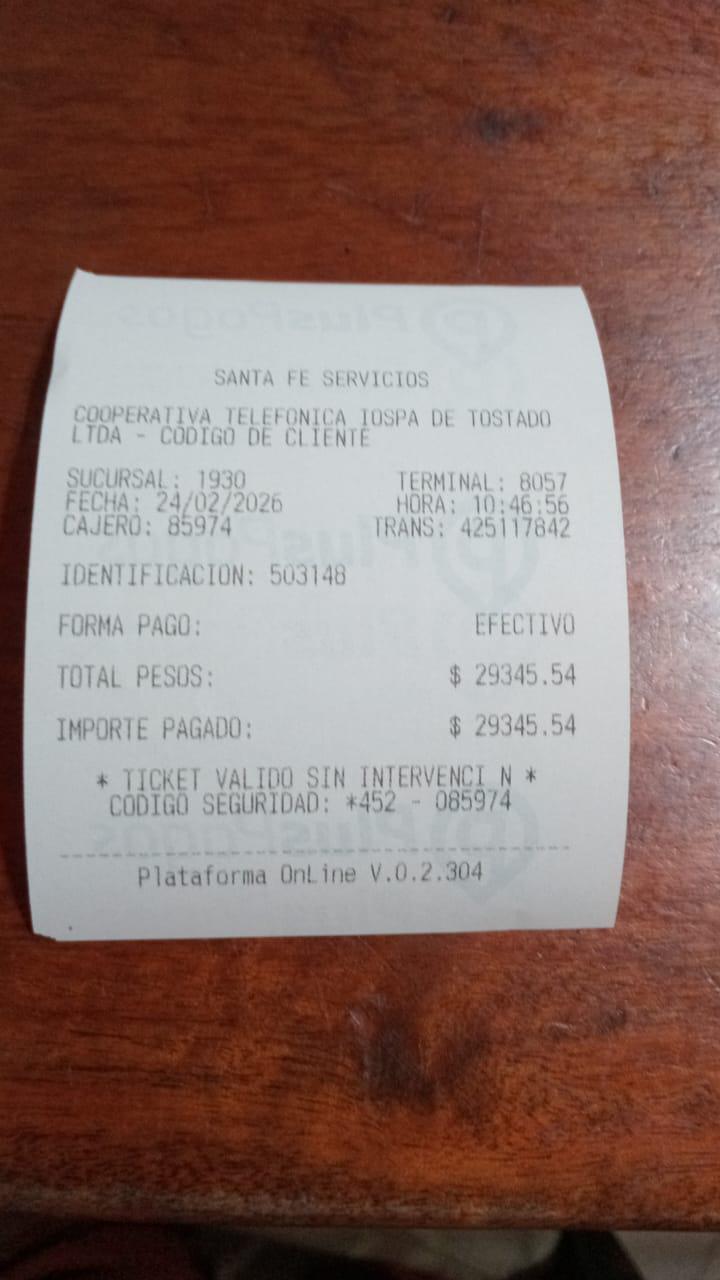 SANTA FE SERVICIOS
COOPERATIVA TELEFONICA IOSPA DE TOSTADO
LTDA - CODIGO DE CLIENTE
SUCURSAL: 1930 TERMINAL: 8057
FECHA: 24/02/2026 HORA: 10:46:56
CAJERO: 85974 TRANS: 425117842
IDENTIFICACION: 503148
FORMA PAGO: EFECTIVO
TOTAL PESOS: $ 29345.54
IMPORTE PAGADO: $ 29345.54
* TICKET VALIDO SIN INTERVENCI N *
CODIGO SEGURIDAD: *452 - 085974
Plataforma OnLine V.0.2.304